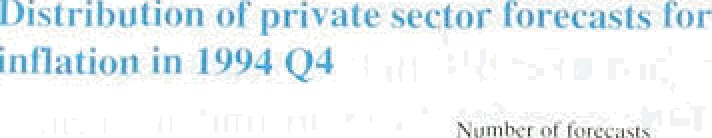 Distribution of private sector forecasts for
inflation in 1994 Q4
Number of forecasts